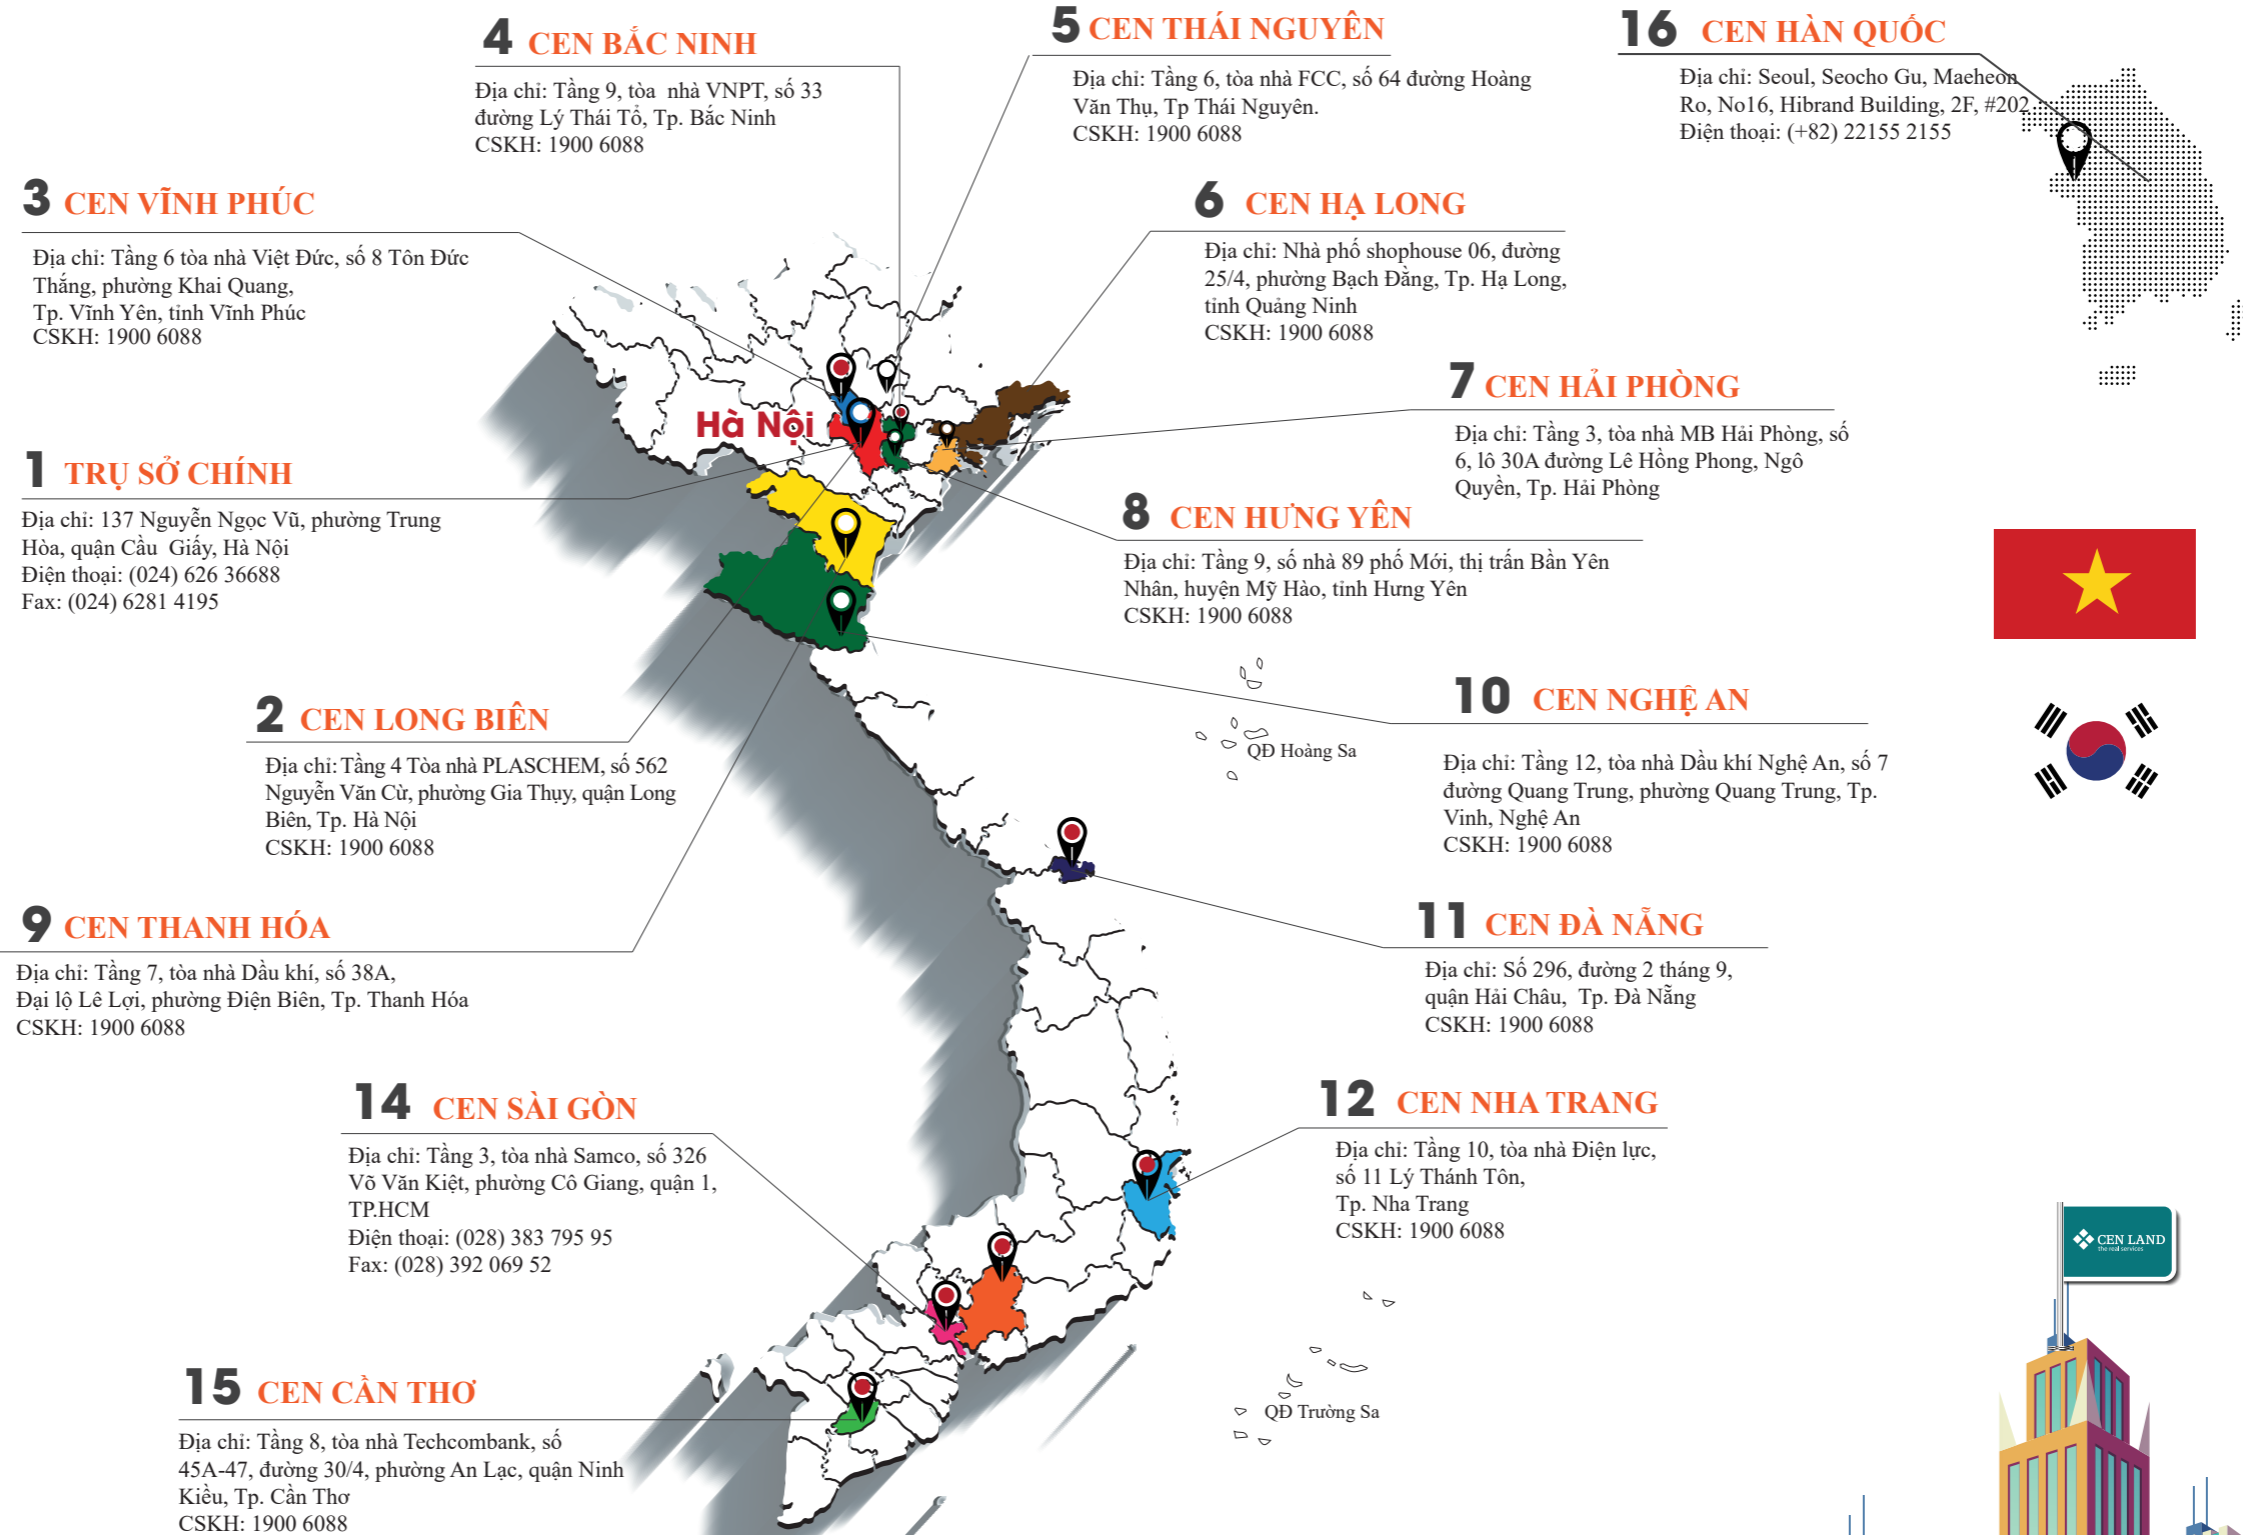 4 CEN BẮC NINH
Địa chỉ: Tầng 9, tòa nhà VNPT, số 33
đường Lý Thái Tổ, Tp. Bắc Ninh
CSKH: 1900 6088
5 CEN THÁI NGUYÊN
Địa chỉ: Tầng 6, tòa nhà FCC, số 64 đường Hoàng
Văn Thụ, Tp Thái Nguyên.
CSKH: 1900 6088
16 CEN HÀN QUỐC
Địa chỉ: Seoul, Seocho Gu, Maeheon
Ro, No16, Hibrand Building, 2F, #202
Điện thoại: (+82) 22155 2155
3 CEN VĨNH PHÚC
Địa chỉ: Tầng 6 tòa nhà Việt Đức, số 8 Tôn Đức
Thắng, phường Khai Quang,
Tp. Vĩnh Yên, tỉnh Vĩnh Phúc
CSKH: 1900 6088
6 CEN HẠ LONG
Địa chỉ: Nhà phố shophouse 06, đường
25/4, phường Bạch Đằng, Tp. Hạ Long,
tỉnh Quảng Ninh
CSKH: 1900 6088
7 CEN HẢI PHÒNG
Địa chỉ: Tầng 3, tòa nhà MB Hải Phòng, số
6, lô 30A đường Lê Hồng Phong, Ngô
Quyền, Tp. Hải Phòng
Hà Nội
1 TRỤ SỞ CHÍNH
Địa chỉ: 137 Nguyễn Ngọc Vũ, phường Trung
Hòa, quận Cầu Giấy, Hà Nội
Điện thoại: (024) 626 36688
Fax: (024) 6281 4195
8 CEN HƯNG YÊN
Địa chỉ: Tầng 9, số nhà 89 phố Mới, thị trấn Bần Yên
Nhân, huyện Mỹ Hào, tỉnh Hưng Yên
CSKH: 1900 6088
2 CEN LONG BIÊN
Địa chỉ: Tầng 4 Tòa nhà PLASCHEM, số 562
Nguyễn Văn Cừ, phường Gia Thụy, quận Long
Biên, Tp. Hà Nội
CSKH: 1900 6088
10 CEN NGHỆ AN
Địa chỉ: Tầng 12, tòa nhà Dầu khí Nghệ An, số 7
đường Quang Trung, phường Quang Trung, Tp.
Vinh, Nghệ An
CSKH: 1900 6088
QĐ Hoàng Sa
9 CEN THANH HÓA
Địa chỉ: Tầng 7, tòa nhà Dầu khí, số 38A,
Đại lộ Lê Lợi, phường Điện Biên, Tp. Thanh Hóa
CSKH: 1900 6088
11 CEN ĐÀ NẴNG
Địa chỉ: Số 296, đường 2 tháng 9,
quận Hải Châu, Tp. Đà Nẵng
CSKH: 1900 6088
14 CEN SÀI GÒN
Địa chỉ: Tầng 3, tòa nhà Samco, số 326
Võ Văn Kiệt, phường Cô Giang, quận 1,
TP.HCM
Điện thoại: (028) 383 795 95
Fax: (028) 392 069 52
12 CEN NHA TRANG
Địa chỉ: Tầng 10, tòa nhà Điện lực,
số 11 Lý Thánh Tôn,
Tp. Nha Trang
CSKH: 1900 6088
CEN LAND
the real services
15 CEN CẦN THƠ
Địa chỉ: Tầng 8, tòa nhà Techcombank, số
45A-47, đường 30/4, phường An Lạc, quận Ninh
Kiều, Tp. Cần Thơ
CSKH: 1900 6088
QĐ Trường Sa